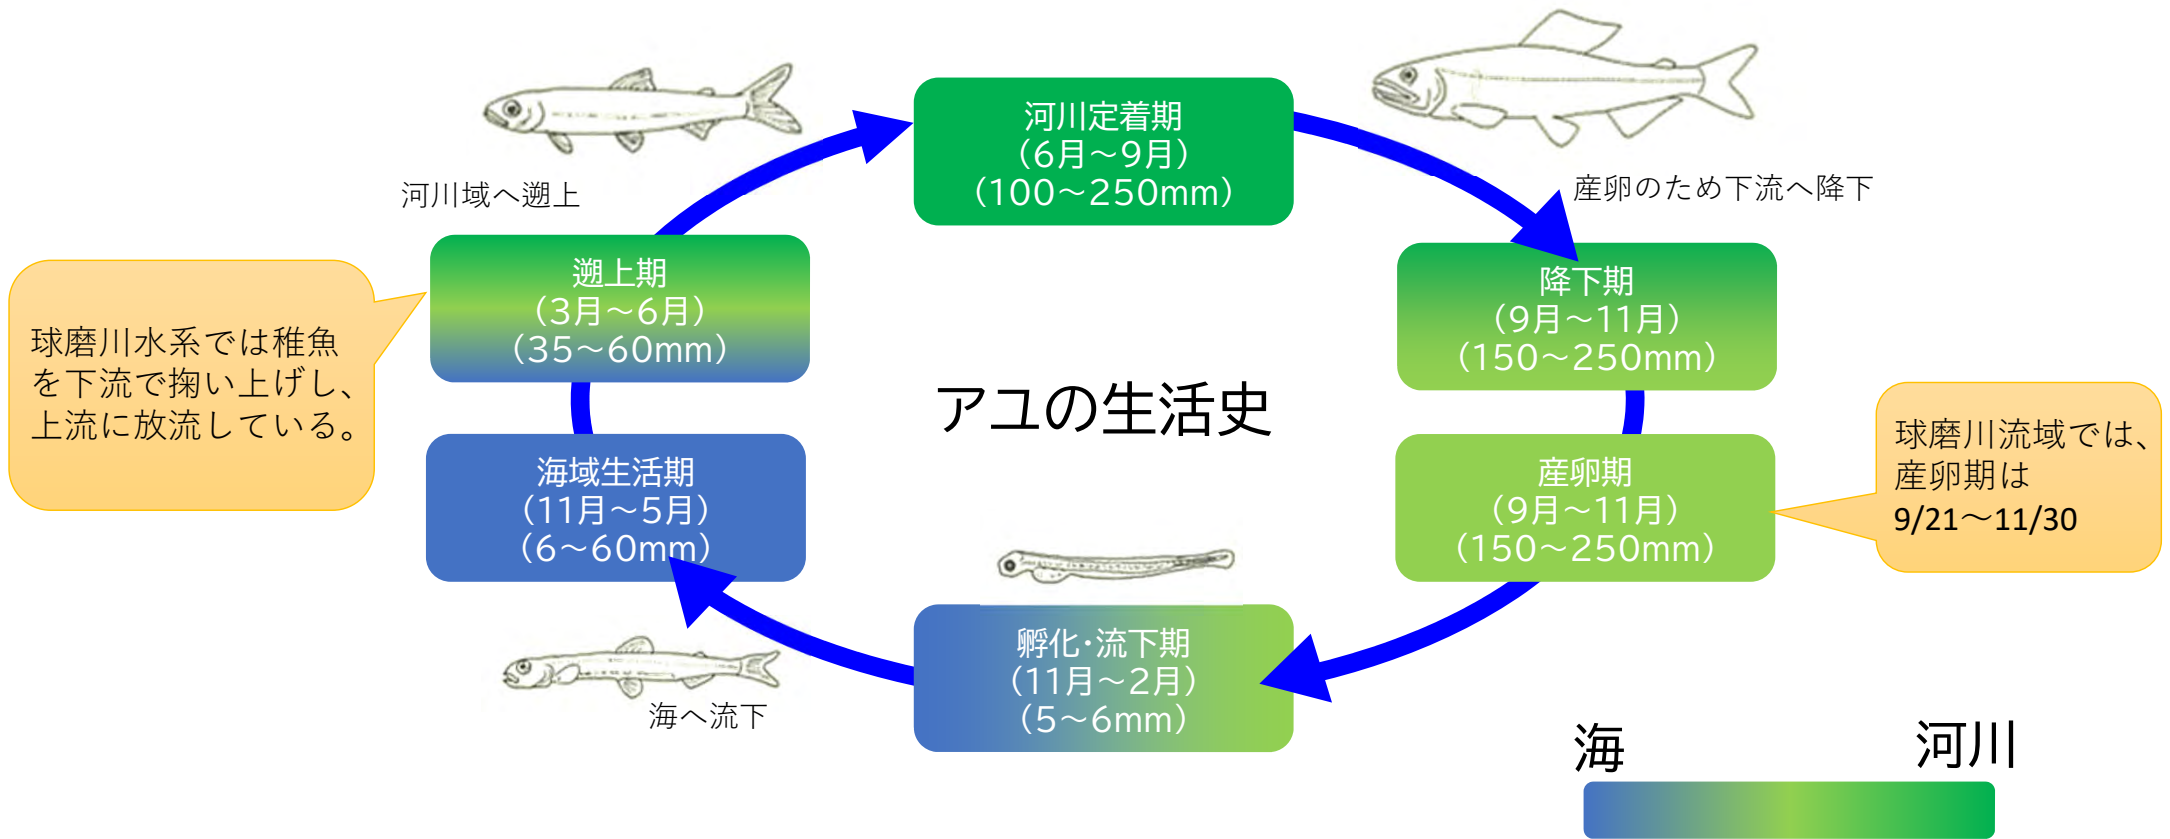 河川定着期
（6月～9月）
（100～250mm）
河川域へ遡上
産卵のため下流へ降下
遡上期
（3月～6月）
（35～60mm）
降下期
（9月～11月）
（150～250mm）
球磨川水系では稚魚
を下流で掬い上げし、
上流に放流している。
アユの生活史
海域生活期
（11月～5月）
（6～60mm）
産卵期
（9月～11月）
（150～250mm）
球磨川流域では、
産卵期は
9/21～11/30
孵化・流下期
（11月～2月）
（5～6mm）
海へ流下
海
河川